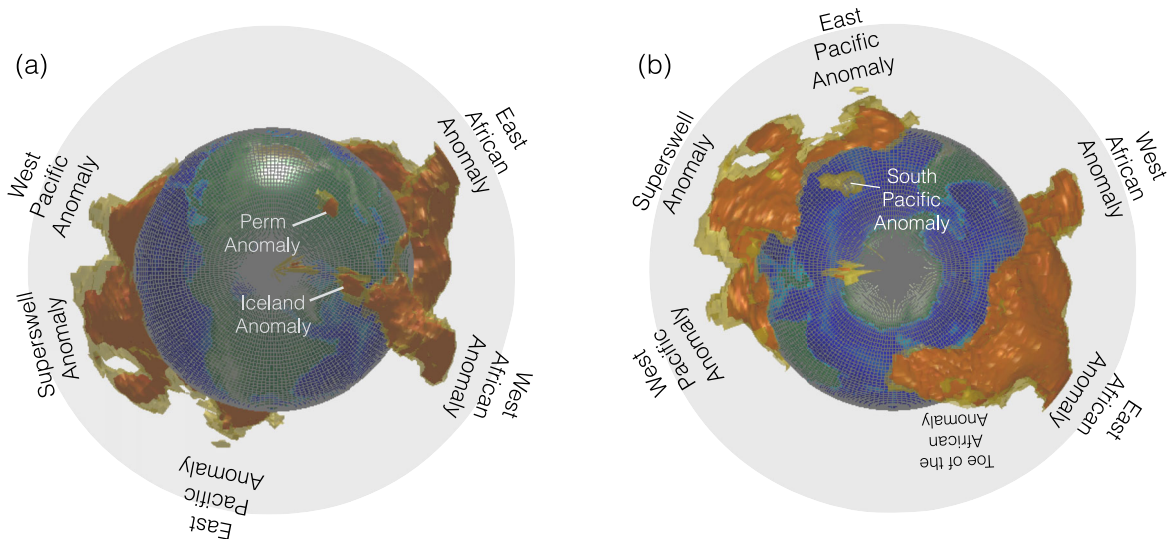 (a)
West
Pacific
Anomaly
East
African
Anomaly
Perm
Anomaly
Iceland
Anomaly
Superswell
Anomaly
West
African
Anomaly
East
Pacific
Anomaly
(b)
East
Pacific
Anomaly
Superswell
Anomaly
West
African
Anomaly
South
Pacific
Anomaly
West
Pacific
Anomaly
East
African
Anomaly
Toe of the
African
Anomaly